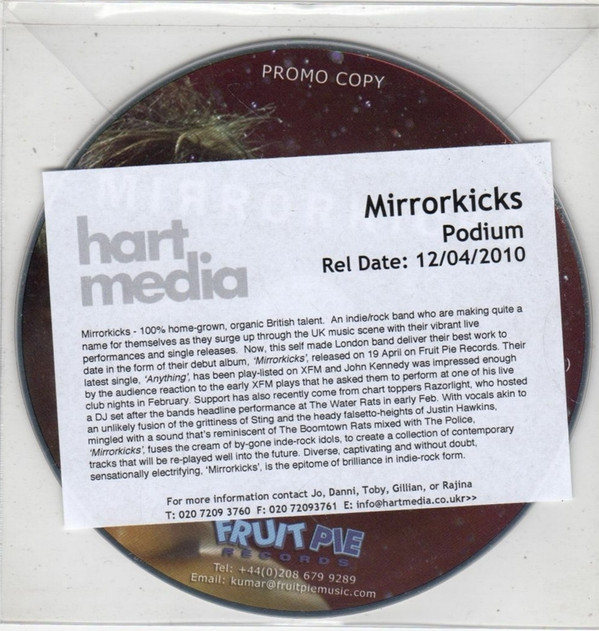 PROMO COPY
MIRRORKICKS
hart
media
Mirrorkicks
Podium
Rel Date: 12/04/2010
Mirrorkicks - 100% home-grown, organic British talent. An indie/rock band who are making quite a
name for themselves as they surge up through the UK music scene with their vibrant live
performances and single releases. Now, this self made London band deliver their best work to
date in the form of their debut album, 'Mirrorkicks', released on 19 April on Fruit Pie Records. Their
latest single, 'Anything', has been play-listed on XFM and John Kennedy was impressed enough
by the audience reaction to the early XFM plays that he asked them to perform at one of his live
club nights in February. Support has also recently come from chart toppers Razorlight, who hosted
a DJ set after the bands headline performance at The Water Rats in early Feb. With vocals akin to
an unlikely fusion of the grittiness of Sting and the heady falsetto-heights of Justin Hawkins,
mingled with a sound that's reminiscent of The Boomtown Rats mixed with The Police,
'Mirrorkicks', fuses the cream of by-gone inde-rock idols, to create a collection of contemporary
tracks that will be re-played well into the future. Diverse, captivating and without doubt,
sensationally electrifying, 'Mirrorkicks', is the epitome of brilliance in indie-rock form.
For more information contact Jo, Danni, Toby, Gillian, or Rajina
T: 020 7209 3760 F: 020 72093761 E: info@hartmedia.co.ukr>>
FRUIT PIE
RECORDS
Tel: +44(0)208 679 9289
Email: kumar@fruitpiemusic.com